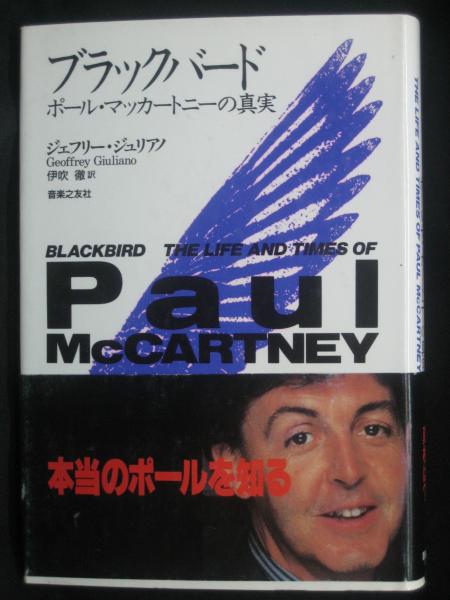 ブラックバード
ポール・マッカートニーの真実
ジェフリー・ジュリアノ
Geoffrey Giuliano
伊吹 徹 訳
音楽之友社
BLACKBIRD THE LIFE AND TIMES OF
Paul
McCARTNEY
本当のポールを知る
THE LIFE AND TIMES OF PAUL McCARTNEY